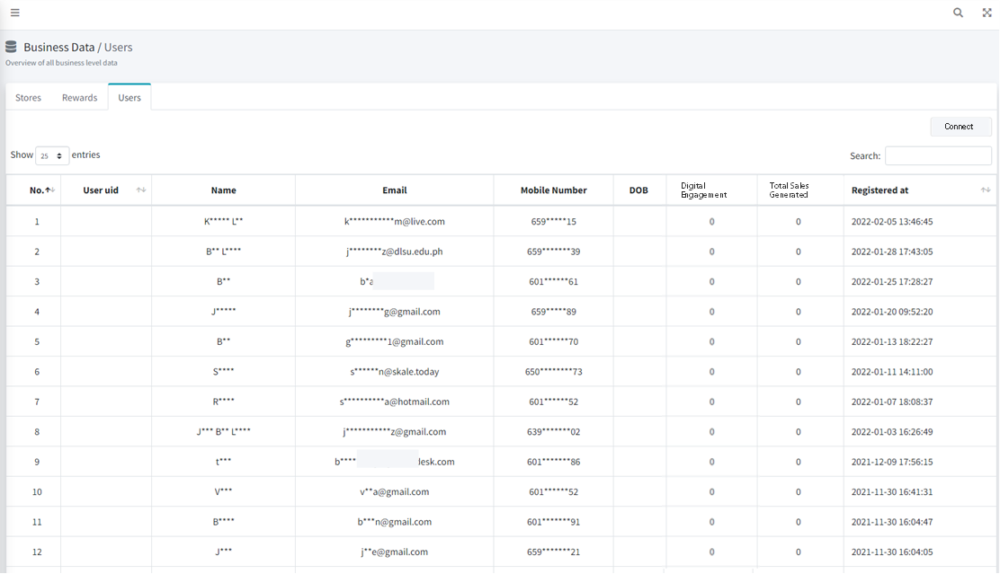 Business Data / Users
Overview of all business level data
Stores Rewards Users
Connect
Show 25 entries Search:
No. User uid Name Email Mobile Number DOB Digital Engagement Total Sales Generated Registered at
1 K***** L** k***********m@live.com 659*****15 0 0 2022-02-05 13:46:45
2 B** L**** j********z@dlsu.edu.ph 659*******39 0 0 2022-01-28 17:43:05
3 B** b*a 601******61 0 0 2022-01-25 17:28:27
4 J***** j********g@gmail.com 659*****89 0 0 2022-01-20 09:52:20
5 B** g*********1@gmail.com 601******70 0 0 2022-01-13 18:22:27
6 S**** s******n@skale.today 650********73 0 0 2022-01-11 14:11:00
7 R**** s**********a@hotmail.com 601******52 0 0 2022-01-07 18:08:37
8 J*** B** L**** j***********z@gmail.com 639*******02 0 0 2022-01-03 16:26:49
9 t*** b**** desk.com 601*******86 0 0 2021-12-09 17:56:15
10 V*** v**a@gmail.com 601******52 0 0 2021-11-30 16:41:31
11 B**** b***n@gmail.com 601*******91 0 0 2021-11-30 16:04:47
12 J*** j**e@gmail.com 659*******21 0 0 2021-11-30 16:04:05